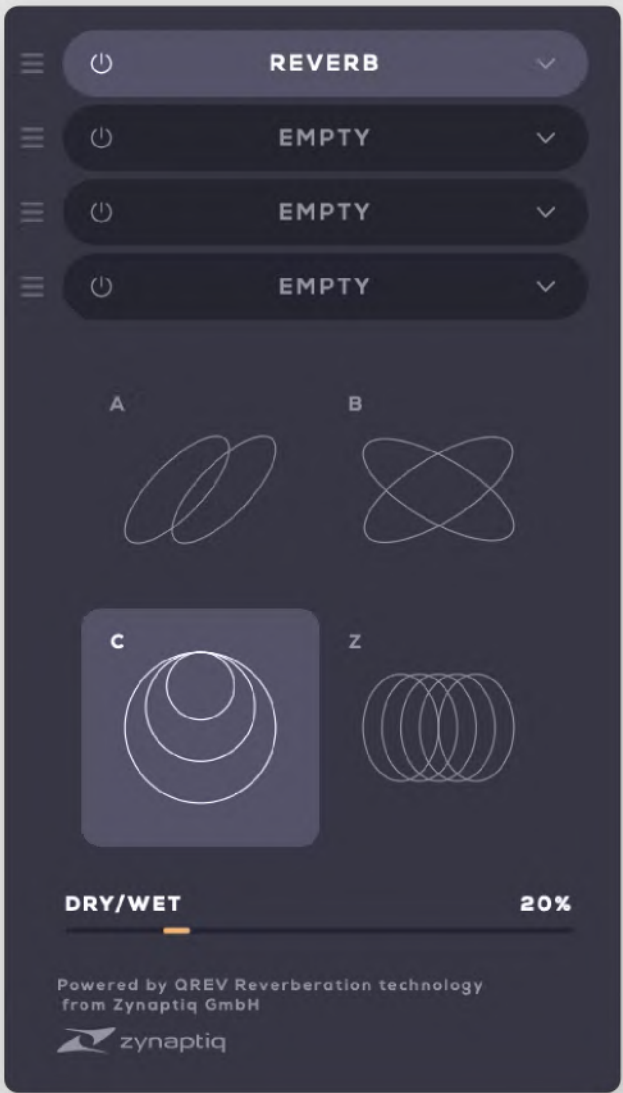 REVERB
EMPTY
EMPTY
EMPTY
A B
C Z
DRY/WET 20%
Powered by QREV Reverberation technology
from Zynaptiq GmbH
zynaptiq